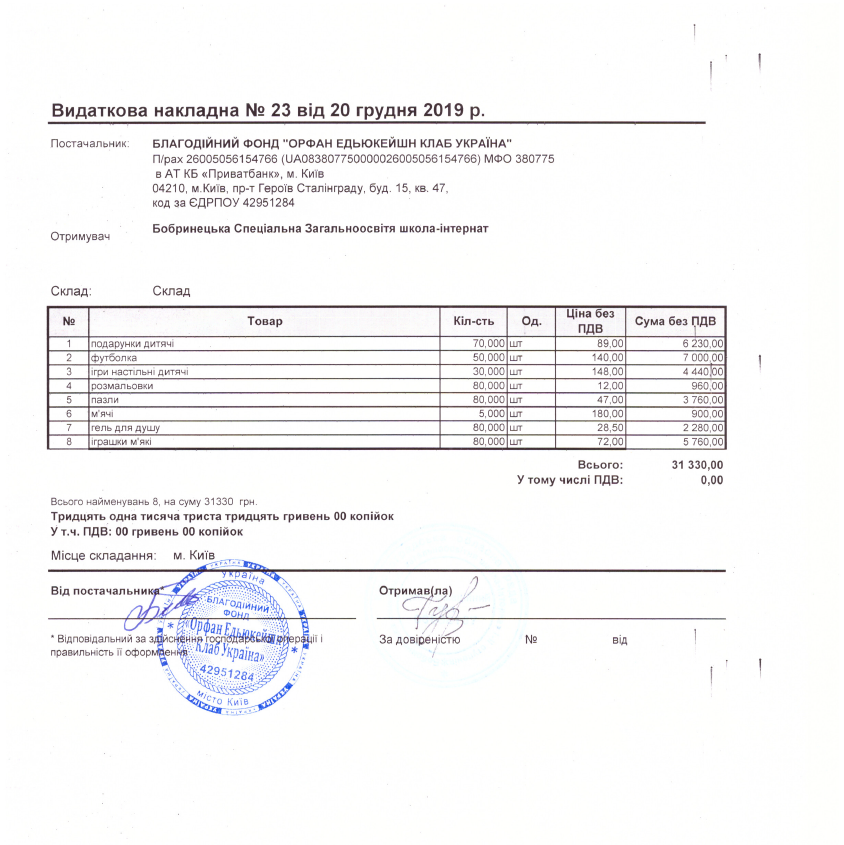 Видаткова накладна № 23 від 20 грудня 2019 р.
Постачальник: БЛАГОДІЙНИЙ ФОНД "ОРФАН ЕДЬЮКЕЙШН КЛАБ УКРАЇНА"
П/рах 26005056154766 (UA083807750000026005056154766) МФО 380775
в АТ КБ «Приватбанк», м. Київ
04210, м.Київ, пр-т Героїв Сталінграду, буд. 15, кв. 47,
код за ЄДРПОУ 42951284
Отримувач Бобринецька Спеціальна Загальноосвітя школа-інтернат
Склад: Склад
№ Товар Кіл-сть Од. Ціна без ПДВ Сума без ПДВ
1 подарунки дитячі 70,000 шт 89,00 6 230,00
2 футболка 50,000 шт 140,00 7 000,00
3 ігри настільні дитячі 30,000 шт 148,00 4 440,00
4 розмальовки 80,000 шт 12,00 960,00
5 пазли 80,000 шт 47,00 3 760,00
6 м'ячі 5,000 шт 180,00 900,00
7 гель для душу 80,000 шт 28,50 2 280,00
8 іграшки м'які 80,000 шт 72,00 5 760,00
Всього: 31 330,00
У тому числі ПДВ: 0,00
Всього найменувань 8, на суму 31330 грн.
Тридцять одна тисяча триста тридцять гривень 00 копійок
У т.ч. ПДВ: 00 гривень 00 копійок
Місце складання: м. Київ
Від постачальника* Отримав(ла)
* Відповідальний за здійснення господарської операції і
правильність її оформлення
За довіреністю № від
Україна
БЛАГОДІЙНИЙ
ФОНД
«Орфан Едьюкейшн
Клаб Україна»
42951284
місто Київ